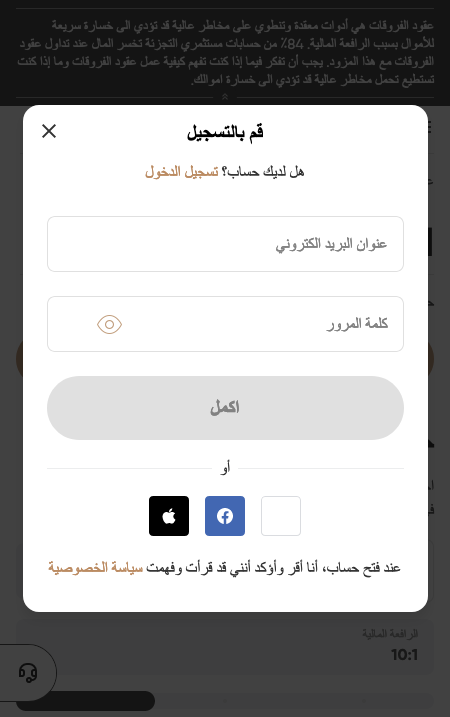 عقود الفروقات هي أدوات معقدة وتنطوي على مخاطر عالية قد تؤدي الى خسارة سريعة
للأموال بسبب الرافعة المالية. 84٪ من حسابات مستثمري التجزئة تخسر المال عند تداول عقود
الفروقات مع هذا المزود. يجب أن تفكر فيما إذا كنت تفهم كيفية عمل عقود الفروقات وما إذا كنت
تستطيع تحمل مخاطر عالية قد تؤدي الى خسارة اموالك.
قم بالتسجيل
هل لديك حساب؟ تسجيل الدخول
عنوان البريد الكتروني
كلمة المرور
اكمل
أو
عند فتح حساب، أنا أقر وأؤكد أنني قد قرأت وفهمت سياسة الخصوصية
الرافعة المالية
10:1